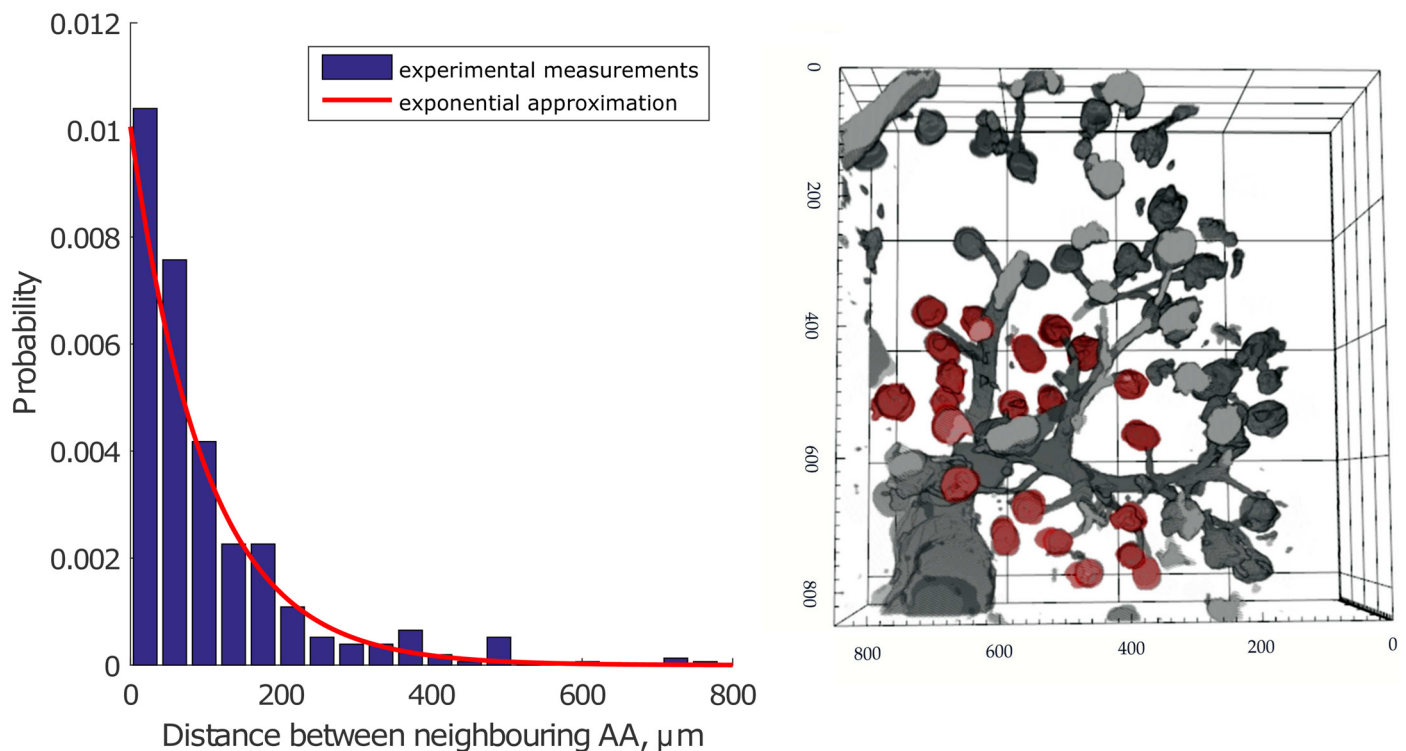 0.012
0.01
0.008
0.006
0.004
0.002
0
Probability
experimental measurements
exponential approximation
0 200 400 600 800
Distance between neighbouring AA, μm
0
200
400
600
800
800 600 400 200 0